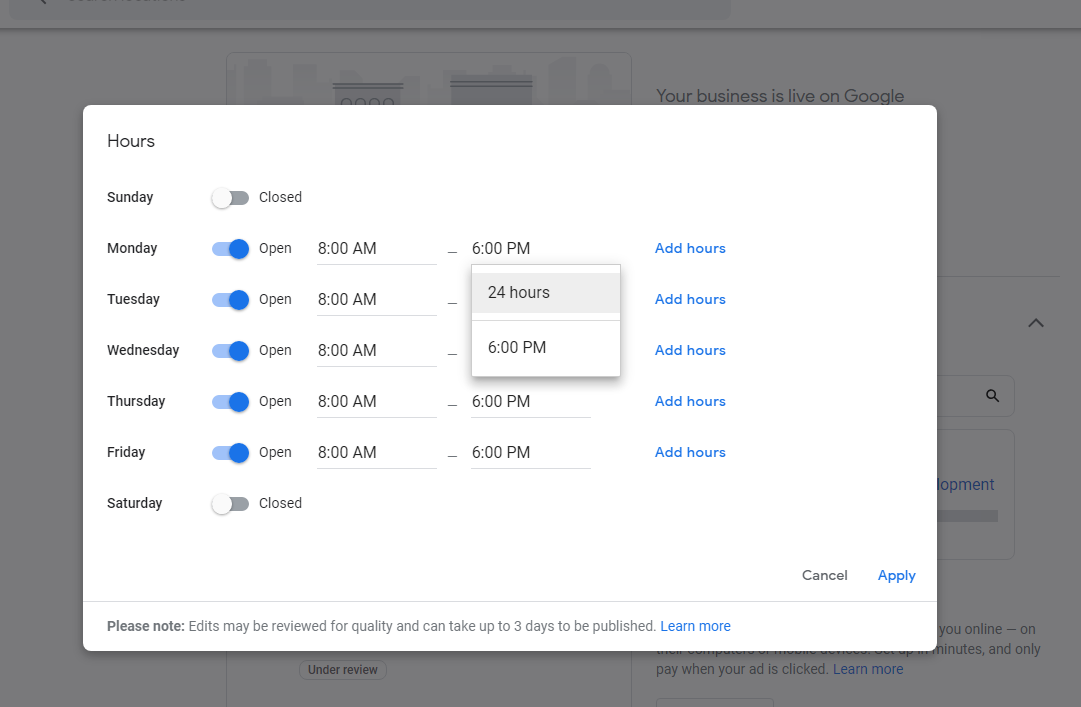 Your business is live on Google
Hours
Sunday Closed
Monday Open 8:00 AM – 6:00 PM Add hours
24 hours
Tuesday Open 8:00 AM – Add hours
6:00 PM
Wednesday Open 8:00 AM – Add hours
Thursday Open 8:00 AM – 6:00 PM Add hours
Friday Open 8:00 AM – 6:00 PM Add hours
lopment
Saturday Closed
Cancel Apply
Please note: Edits may be reviewed for quality and can take up to 3 days to be published. Learn more
you online — on
minutes, and only
Under review
pay when your ad is clicked. Learn more